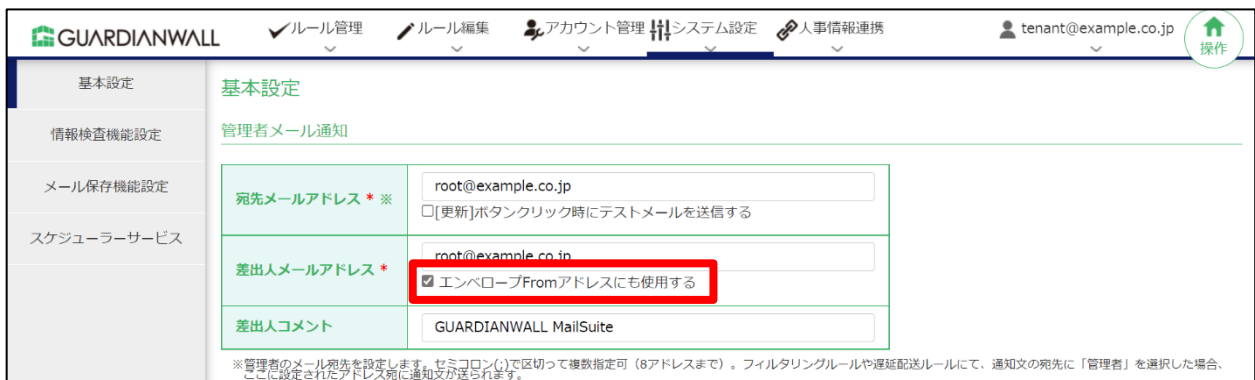 GUARDIANWALL
ルール管理
ルール編集
アカウント管理
システム設定
人事情報連携
tenant@example.co.jp
操作
基本設定
情報検査機能設定
メール保存機能設定
スケジューラーサービス
基本設定
管理者メール通知
宛先メールアドレス * ※
root@example.co.jp
[更新]ボタンクリック時にテストメールを送信する
差出人メールアドレス *
root@example.co.jp
エンベロープFromアドレスにも使用する
差出人コメント
GUARDIANWALL MailSuite
※管理者のメール宛先を設定します。セミコロン(;)で区切って複数指定可（8アドレスまで）。フィルタリングルールや遅延配送ルールにて、通知文の宛先に「管理者」を選択した場合、
ここに設定されたアドレス宛に通知文が送られます。